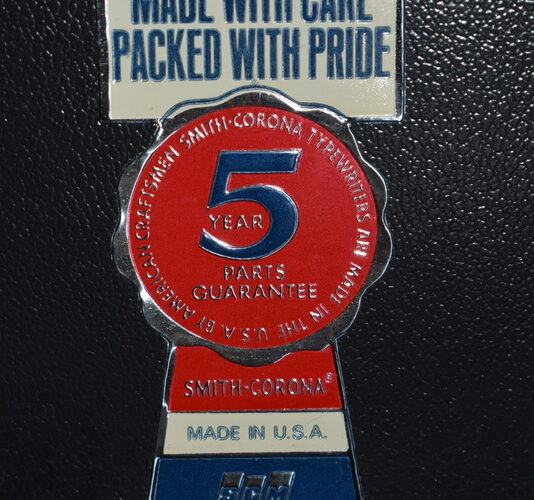 MADE WITH CARE
PACKED WITH PRIDE
SMITH-CORONA TYPEWRITERS ARE MADE IN THE U.S.A. BY AMERICAN CRAFTSMEN
5
YEAR
PARTS
GUARANTEE
SMITH-CORONA®
MADE IN U.S.A.
SCM